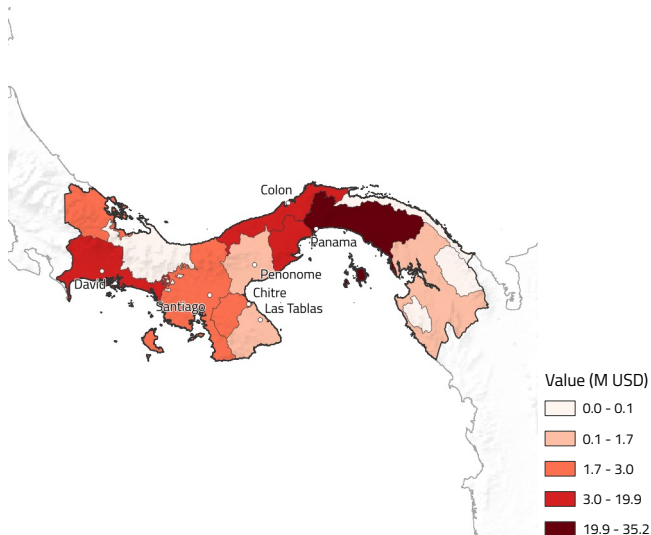 Colon
Panama
Penonome
David
Chitre
Santiago
Las Tablas
Value (M USD)
0.0 - 0.1
0.1 - 1.7
1.7 - 3.0
3.0 - 19.9
19.9 - 35.2